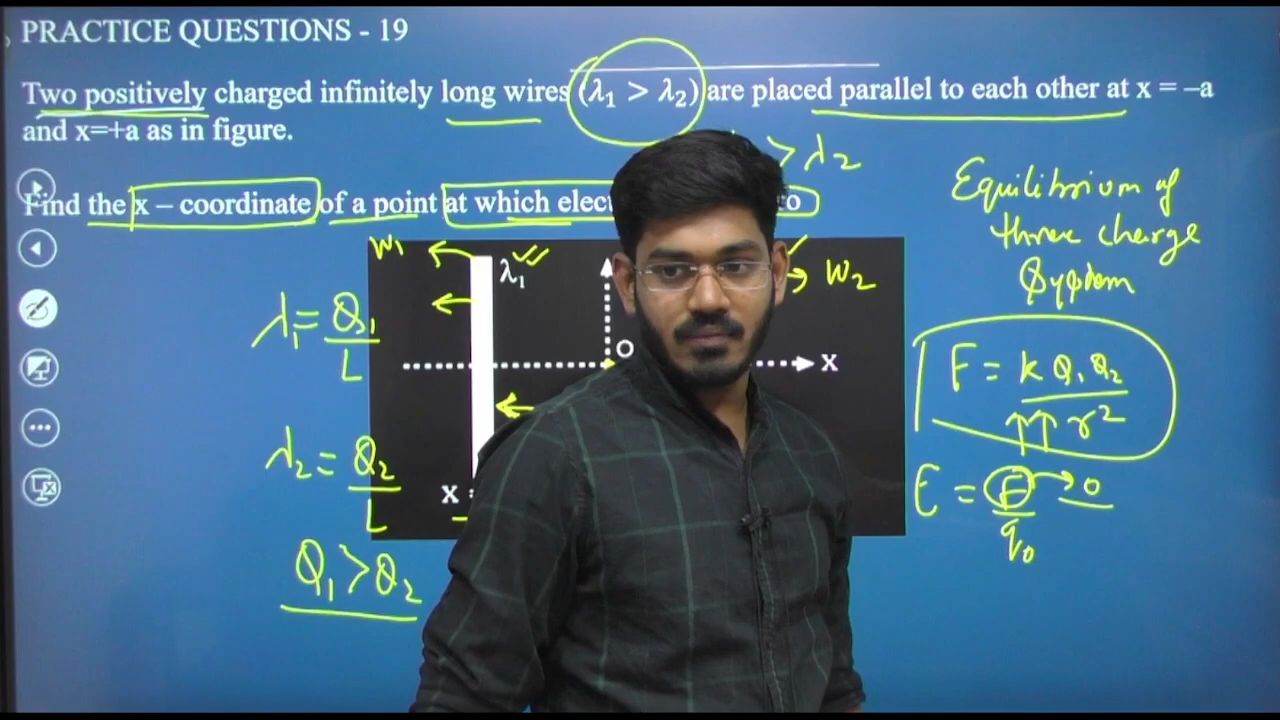 PRACTICE QUESTIONS - 19
Two positively charged infinitely long wires (λ₁ > λ₂) are placed parallel to each other at x = –a
and x=+a as in figure.
> λ₂
Find the x – coordinate of a point at which
Equilibrium of
three charge
System
W₁
λ₁
W₂
λ₁ = Q₁/L
O
X
F = k Q₁ Q₂ / r²
λ₂ = Q₂/L
X
E = F/q₀
0
Q₁ > Q₂